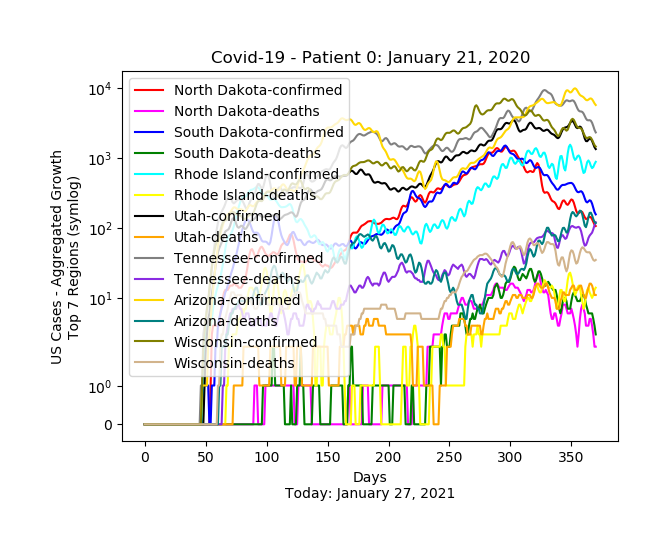 Covid-19 - Patient 0: January 21, 2020
US Cases - Aggregated Growth
Top 7 Regions (symlog)
10⁴
10³
10²
10¹
10⁰
0
North Dakota-confirmed
North Dakota-deaths
South Dakota-confirmed
South Dakota-deaths
Rhode Island-confirmed
Rhode Island-deaths
Utah-confirmed
Utah-deaths
Tennessee-confirmed
Tennessee-deaths
Arizona-confirmed
Arizona-deaths
Wisconsin-confirmed
Wisconsin-deaths
0 50 100 150 200 250 300 350
Days
Today: January 27, 2021